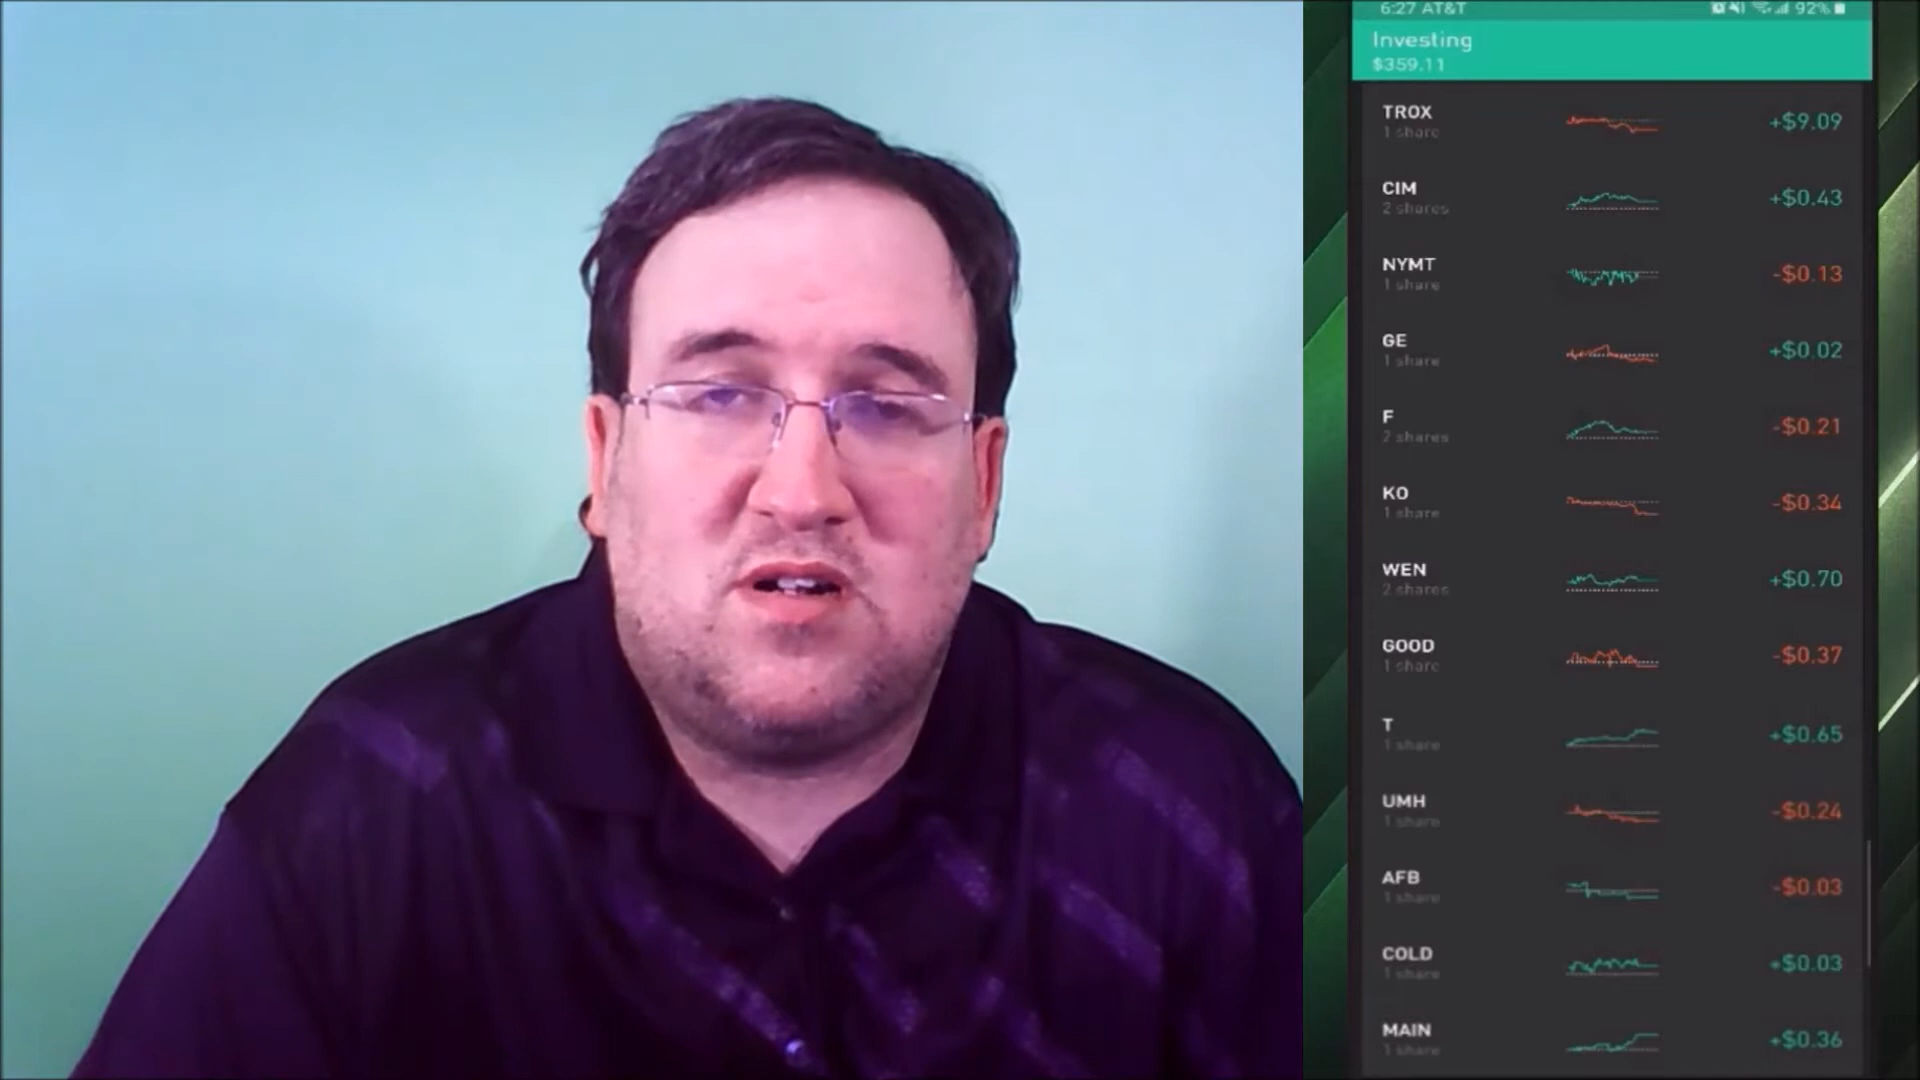 6:27 AT&T 92%
Investing
$359.11
TROX
1 share
+$9.09
CIM
2 shares
+$0.43
NYMT
1 share
-$0.13
GE
1 share
+$0.02
F
2 shares
-$0.21
KO
1 share
-$0.34
WEN
2 shares
+$0.70
GOOD
1 share
-$0.37
T
1 share
+$0.65
UMH
1 share
-$0.24
AFB
1 share
-$0.03
COLD
1 share
+$0.03
MAIN
1 share
+$0.36